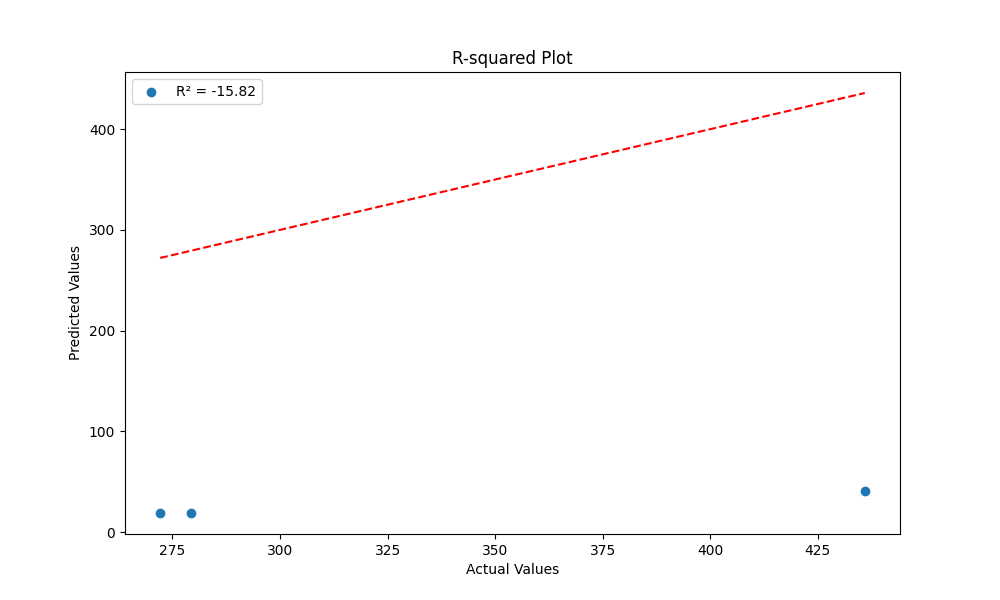 R-squared Plot
R² = -15.82
Predicted Values
400
300
200
100
0
275 300 325 350 375 400 425
Actual Values